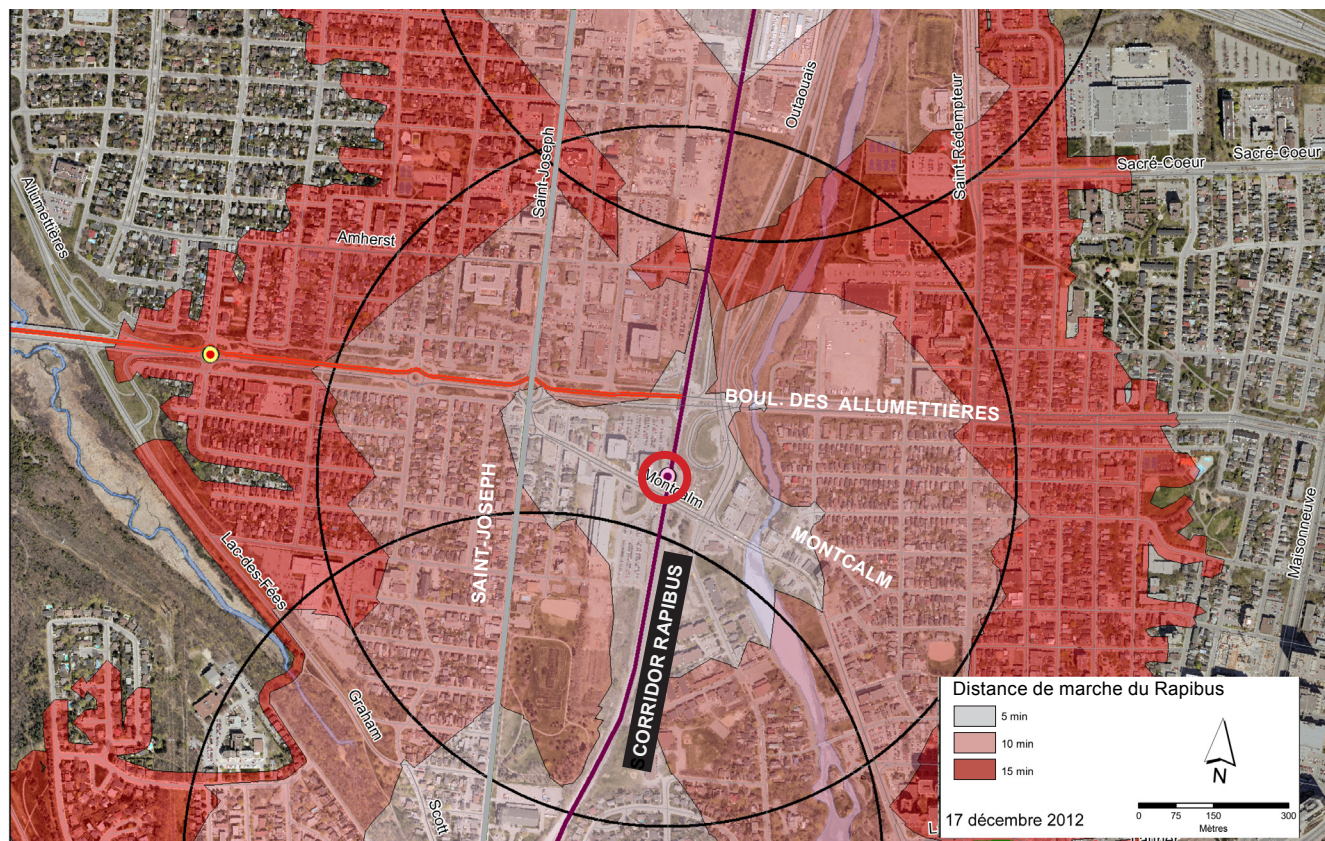 Outaouais
Saint-Rédempteur
Saint-Joseph
Sacré-Coeur
Sacré-Coeur
Allumettières
Amherst
BOUL. DES ALLUMETTIÈRES
Montcalm
SAINT-JOSEPH
MONTCALM
Maisonneuve
Lac-des-Fées
CORRIDOR RAPIBUS
Graham
Scott
Distance de marche du Rapibus
5 min
10 min
15 min
N
17 décembre 2012
0 75 150 300
Mètres